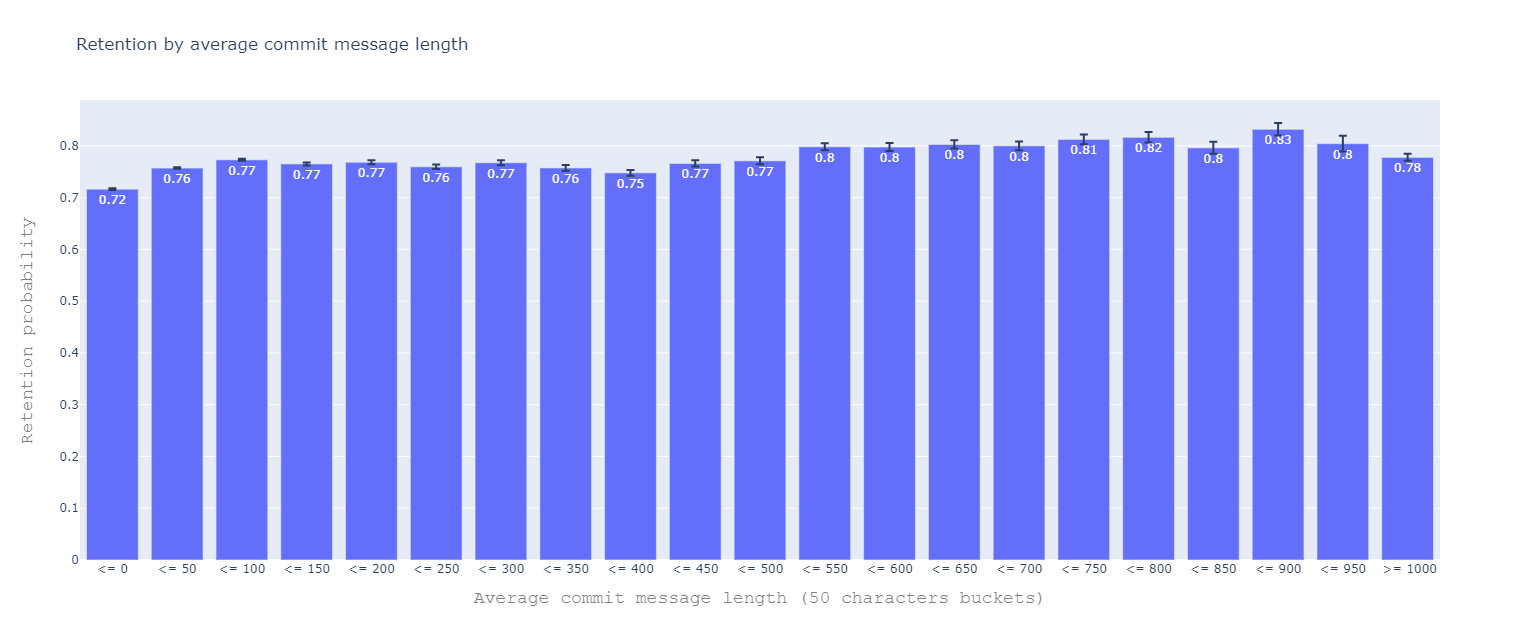 Retention by average commit message length
Retention probability
0.8
0.7
0.6
0.5
0.4
0.3
0.2
0.1
0
0.72 0.76 0.77 0.77 0.77 0.76 0.77 0.76 0.75 0.77 0.77 0.8 0.8 0.8 0.8 0.81 0.82 0.8 0.83 0.8 0.78
<= 0 <= 50 <= 100 <= 150 <= 200 <= 250 <= 300 <= 350 <= 400 <= 450 <= 500 <= 550 <= 600 <= 650 <= 700 <= 750 <= 800 <= 850 <= 900 <= 950 >= 1000
Average commit message length (50 characters buckets)